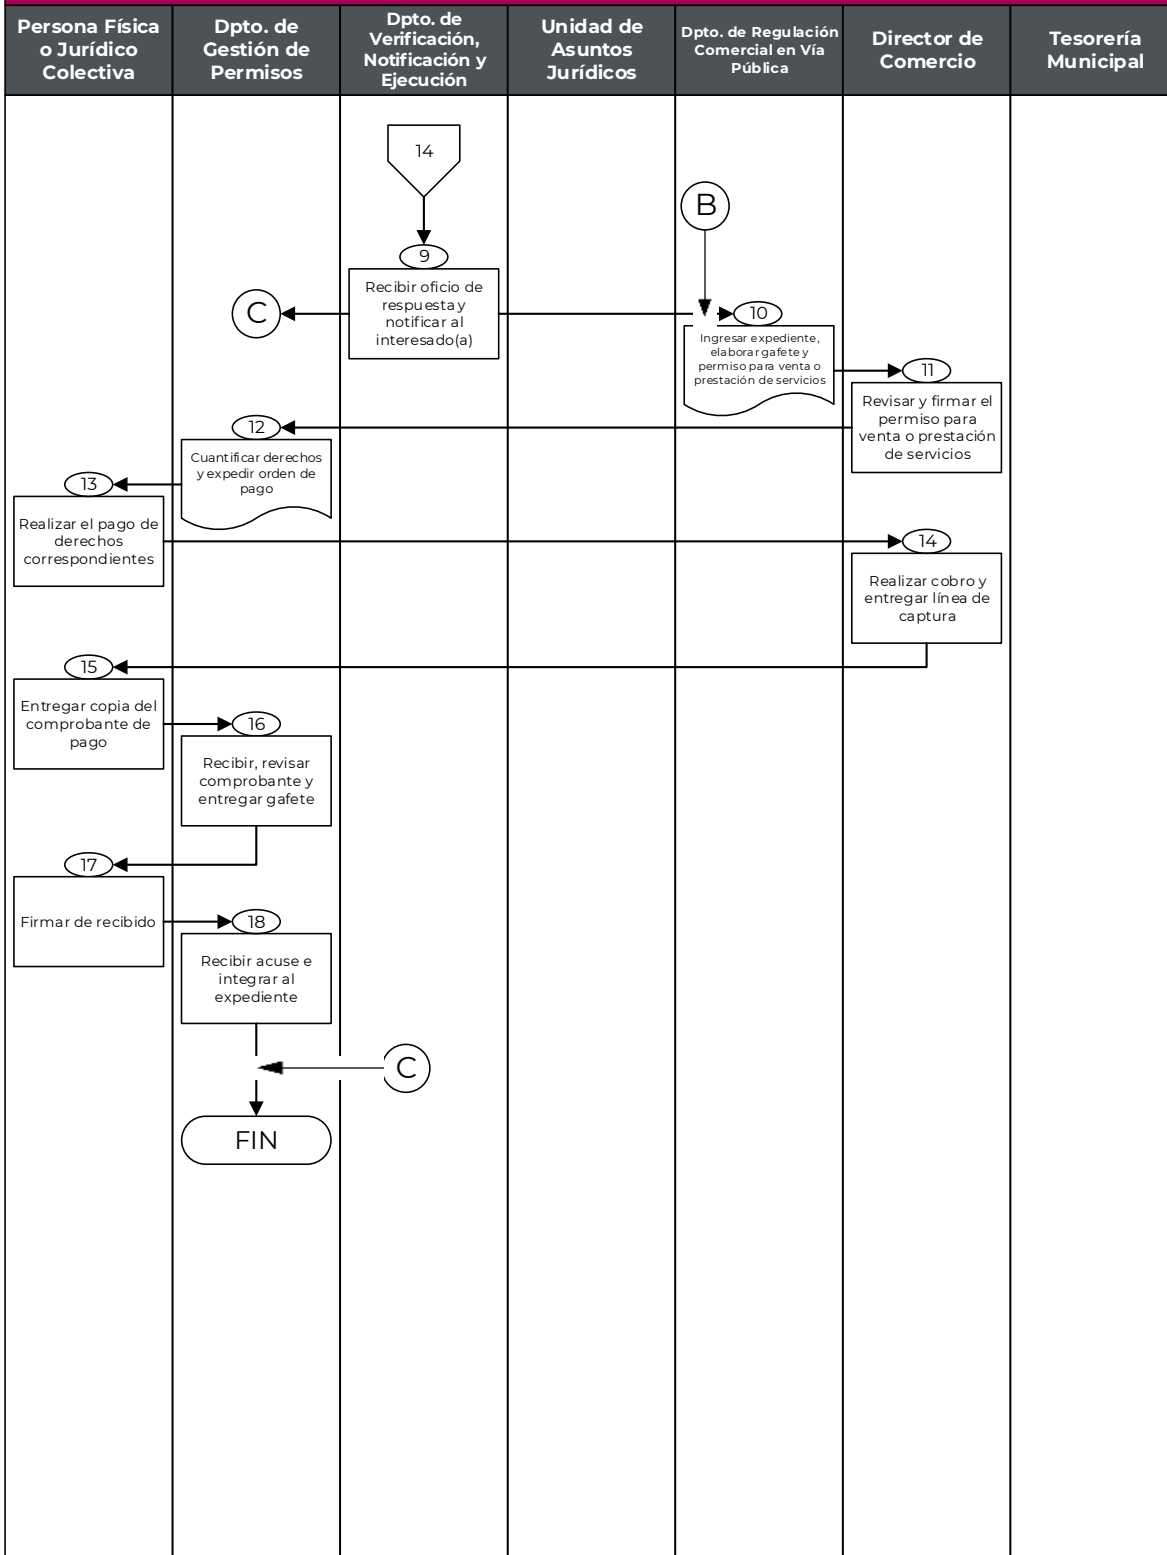 Persona Física
o Jurídico
Colectiva
Dpto. de
Gestión de
Permisos
Dpto. de
Verificación,
Notificación y
Ejecución
Unidad de
Asuntos
Jurídicos
Dpto. de Regulación
Comercial en Vía
Pública
Director de
Comercio
Tesorería
Municipal
14
B
9
Recibir oficio de
respuesta y
notificar al
interesado(a)
C
10
Ingresar expediente,
elaborar gafete y
permiso para venta o
prestación de servicios
11
Revisar y firmar el
permiso para
venta o prestación
de servicios
12
Cuantificar derechos
y expedir orden de
pago
13
Realizar el pago de
derechos
correspondientes
14
Realizar cobro y
entregar línea de
captura
15
Entregar copia del
comprobante de
pago
16
Recibir, revisar
comprobante y
entregar gafete
17
Firmar de recibido
18
Recibir acuse e
integrar al
expediente
C
FIN